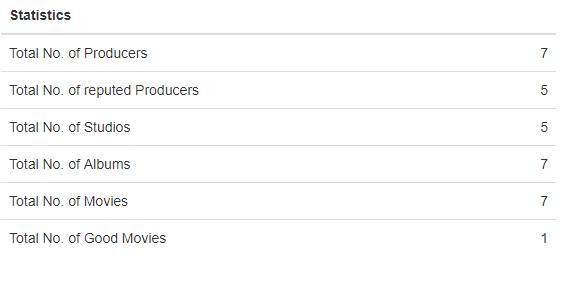 Statistics
Total No. of Producers 7
Total No. of reputed Producers 5
Total No. of Studios 5
Total No. of Albums 7
Total No. of Movies 7
Total No. of Good Movies 1